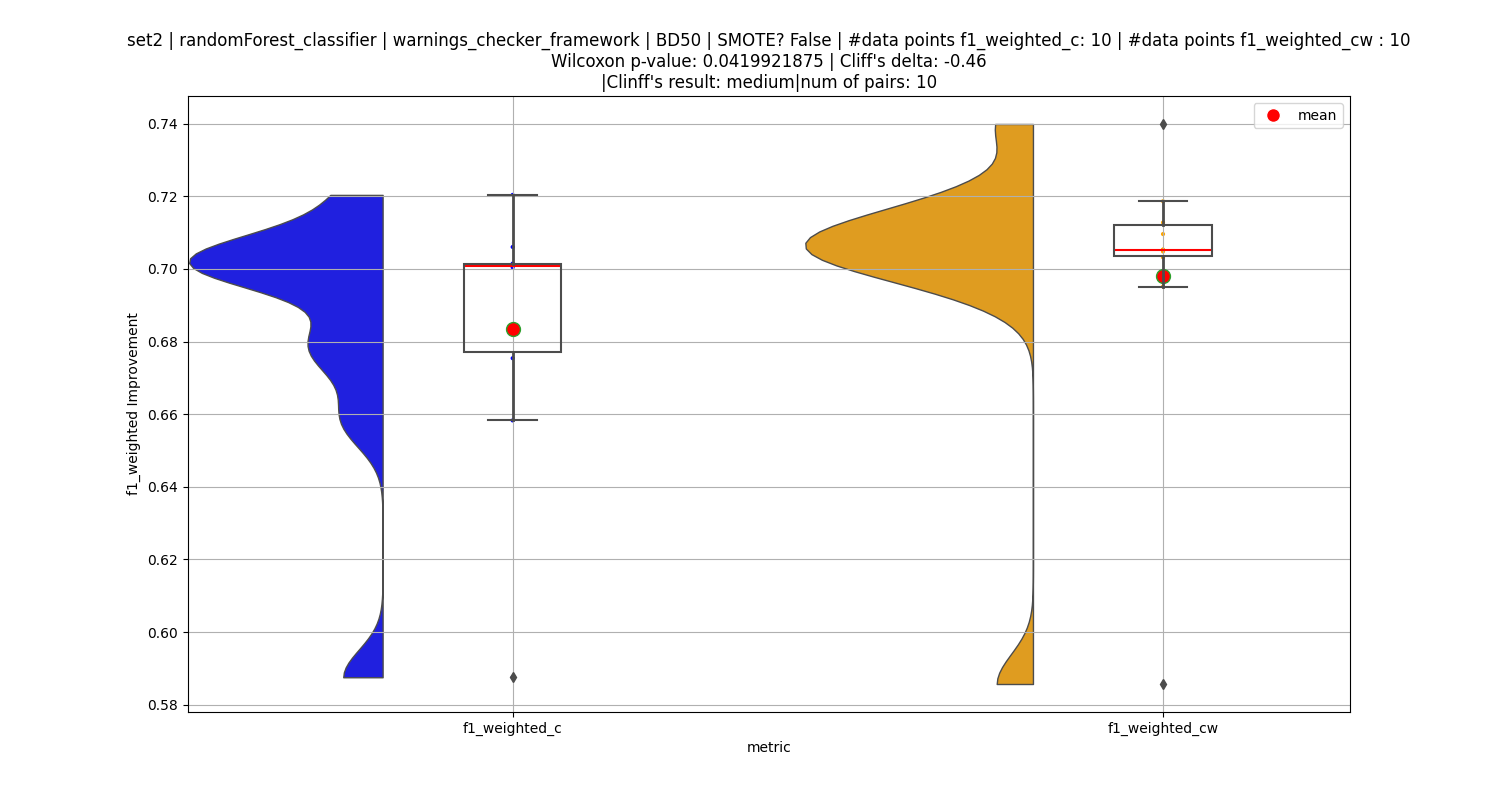 set2 | randomForest_classifier | warnings_checker_framework | BD50 | SMOTE? False | #data points f1_weighted_c: 10 | #data points f1_weighted_cw : 10
Wilcoxon p-value: 0.0419921875 | Cliff's delta: -0.46
|Clinff's result: medium|num of pairs: 10
mean
0.74
0.72
0.70
0.68
0.66
0.64
0.62
0.60
0.58
f1_weighted Improvement
f1_weighted_c
f1_weighted_cw
metric